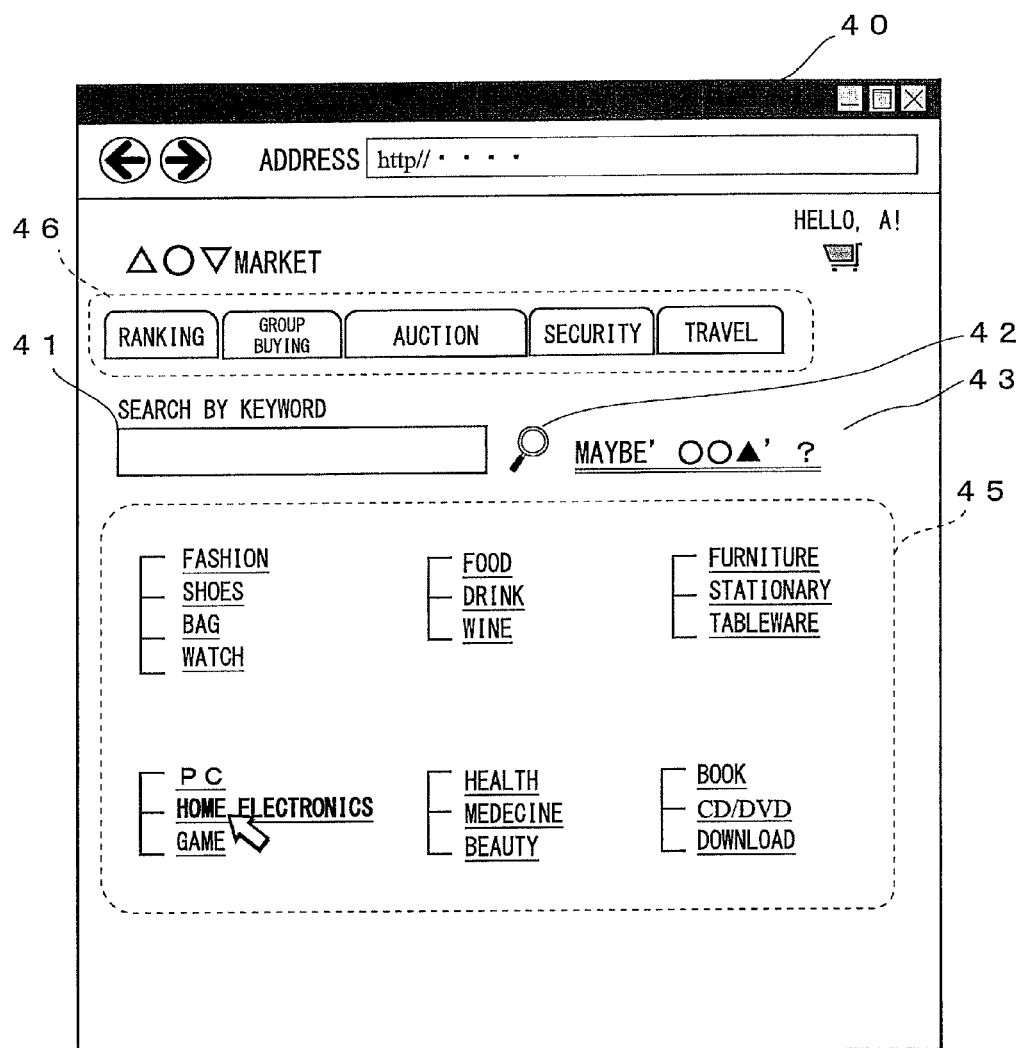 ４０
ADDRESS http//・・・・
HELLO, A!
４６
△○▽MARKET
RANKING
GROUP
BUYING
AUCTION
SECURITY
TRAVEL
４１
４２
４３
SEARCH BY KEYWORD
MAYBE' ○○▲' ?
４５
FASHION
SHOES
BAG
WATCH
FOOD
DRINK
WINE
FURNITURE
STATIONARY
TABLEWARE
ＰＣ
HOME ELECTRONICS
GAME
HEALTH
MEDECINE
BEAUTY
BOOK
CD/DVD
DOWNLOAD